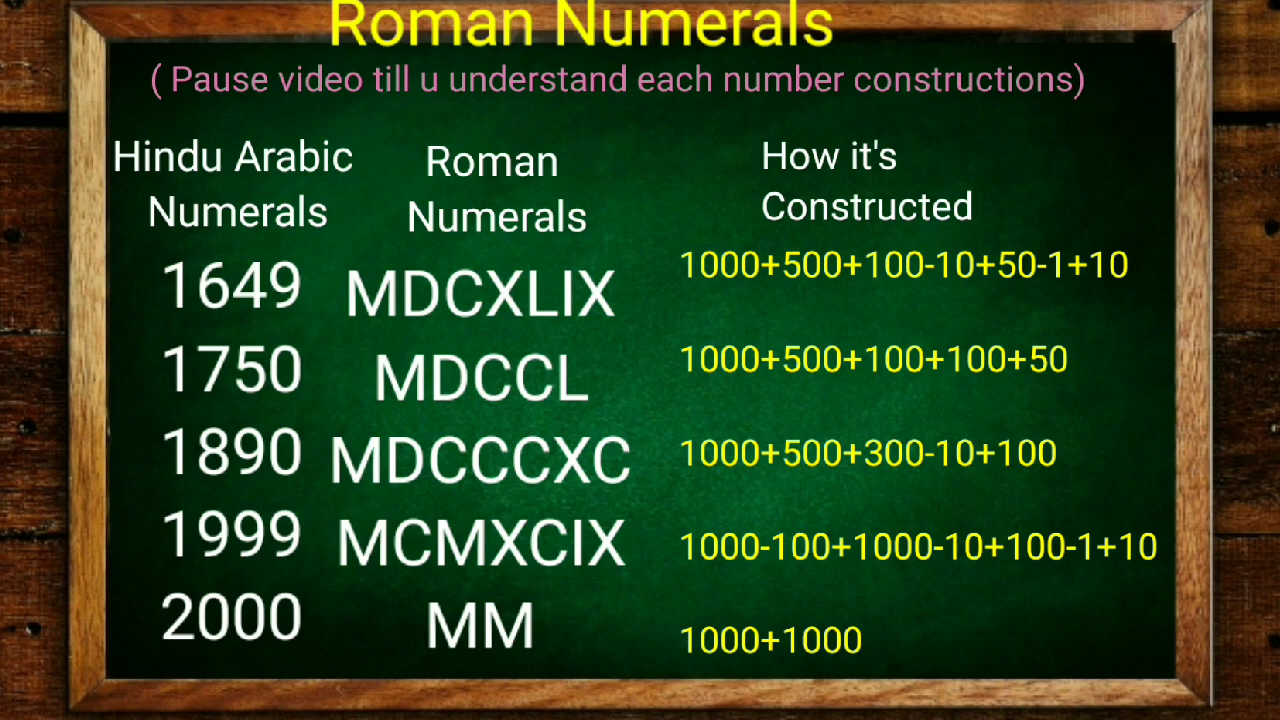 Roman Numerals
( Pause video till u understand each number constructions)
Hindu Arabic Numerals
Roman Numerals
How it's Constructed
1649 MDCXLIX 1000+500+100-10+50-1+10
1750 MDCCL 1000+500+100+100+50
1890 MDCCCXC 1000+500+300-10+100
1999 MCMXCIX 1000-100+1000-10+100-1+10
2000 MM 1000+1000